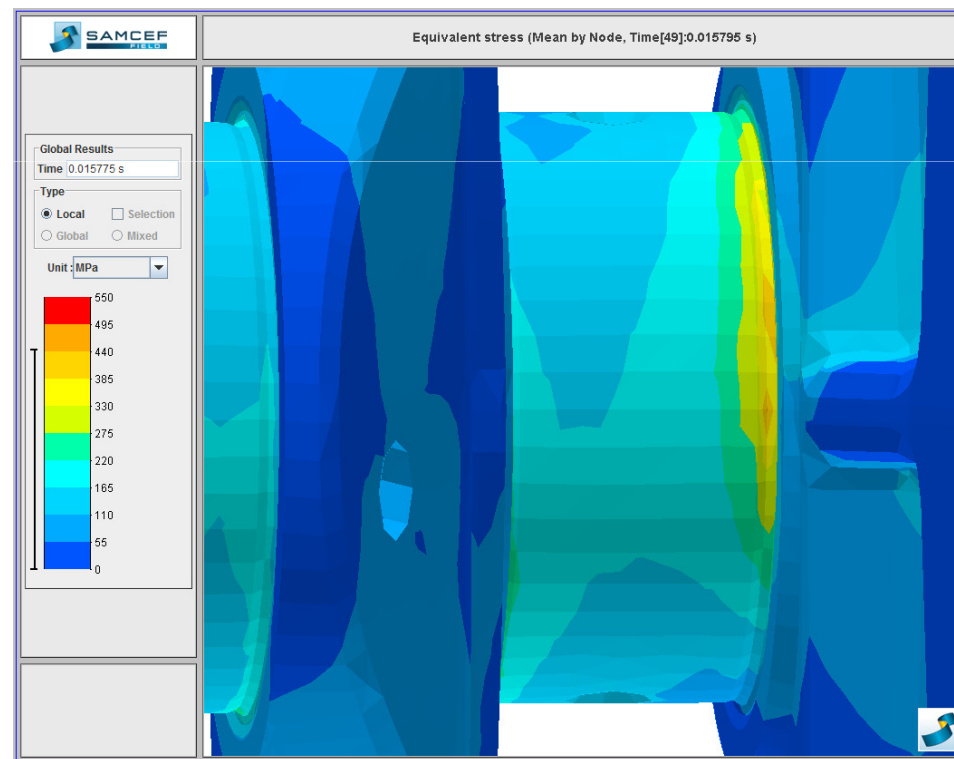 SAMCEF
FIELD
Equivalent stress (Mean by Node, Time[49]:0.015795 s)
Global Results
Time 0.015775 s
Type
Local Selection
Global Mixed
Unit : MPa
550
495
440
385
330
275
220
165
110
55
0